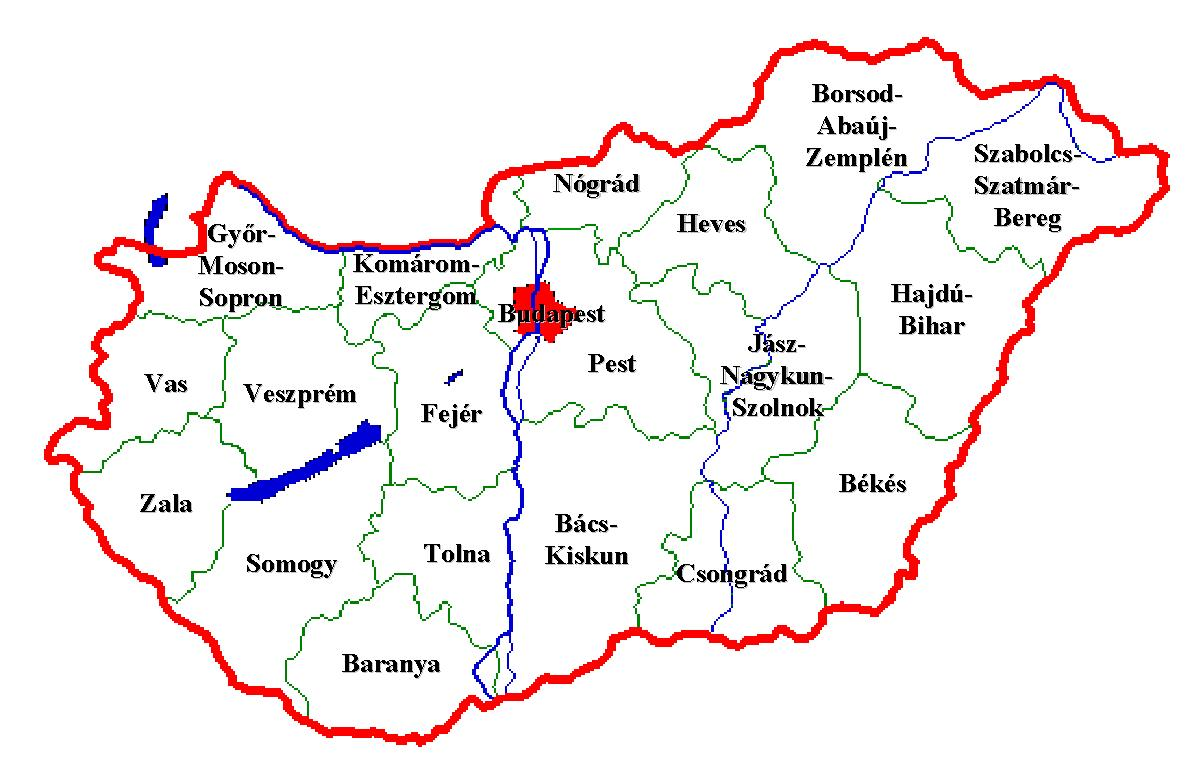 Borsod-
Abaúj-
Zemplén
Szabolcs-
Szatmár-
Bereg
Nógrád
Heves
Győr-
Moson-
Sopron
Komárom-
Esztergom
Budapest
Hajdú-
Bihar
Jász-
Nagykun-
Szolnok
Pest
Vas
Veszprém
Fejér
Zala
Békés
Bács-
Kiskun
Tolna
Somogy
Csongrád
Baranya